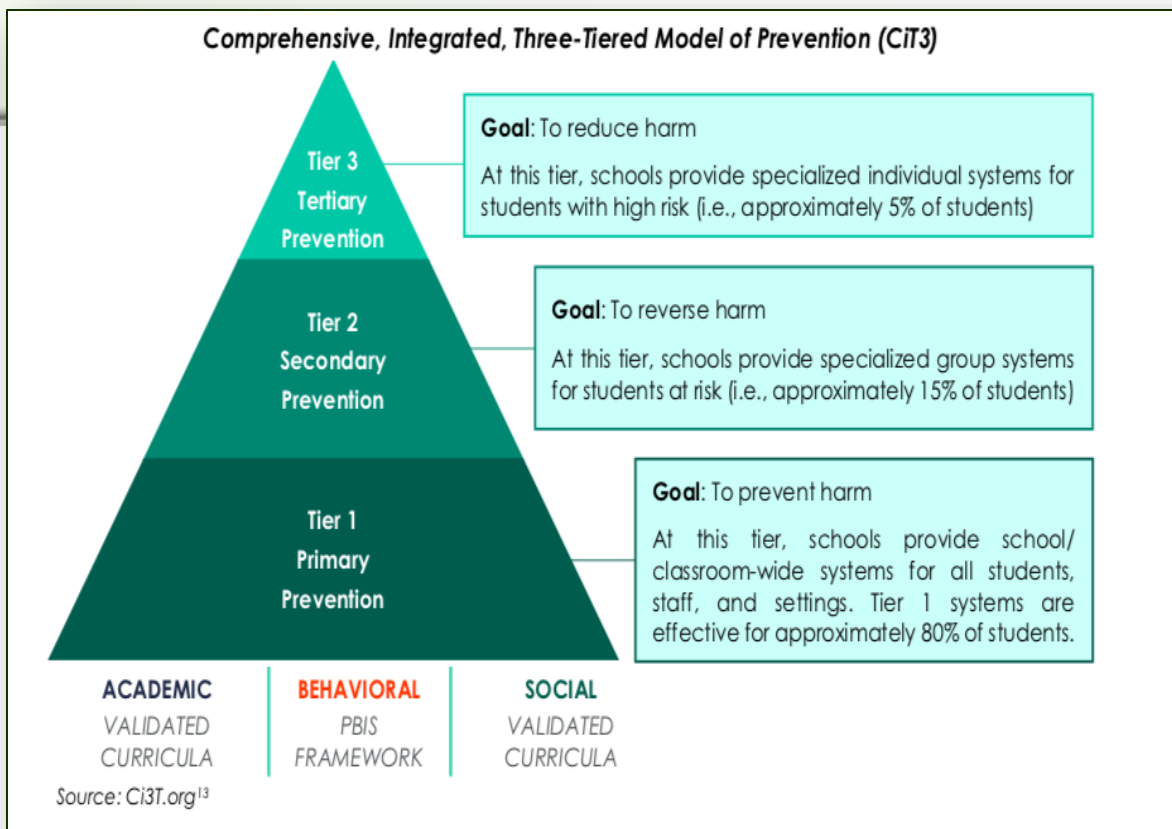 Comprehensive, Integrated, Three-Tiered Model of Prevention (CiT3)
Tier 3
Tertiary
Prevention
Goal: To reduce harm
At this tier, schools provide specialized individual systems for
students with high risk (i.e., approximately 5% of students)
Tier 2
Secondary
Prevention
Goal: To reverse harm
At this tier, schools provide specialized group systems
for students at risk (i.e., approximately 15% of students)
Tier 1
Primary
Prevention
Goal: To prevent harm
At this tier, schools provide school/
classroom-wide systems for all students,
staff, and settings. Tier 1 systems are
effective for approximately 80% of students.
ACADEMIC
VALIDATED
CURRICULA
BEHAVIORAL
PBIS
FRAMEWORK
SOCIAL
VALIDATED
CURRICULA
Source: Ci3T.org¹³